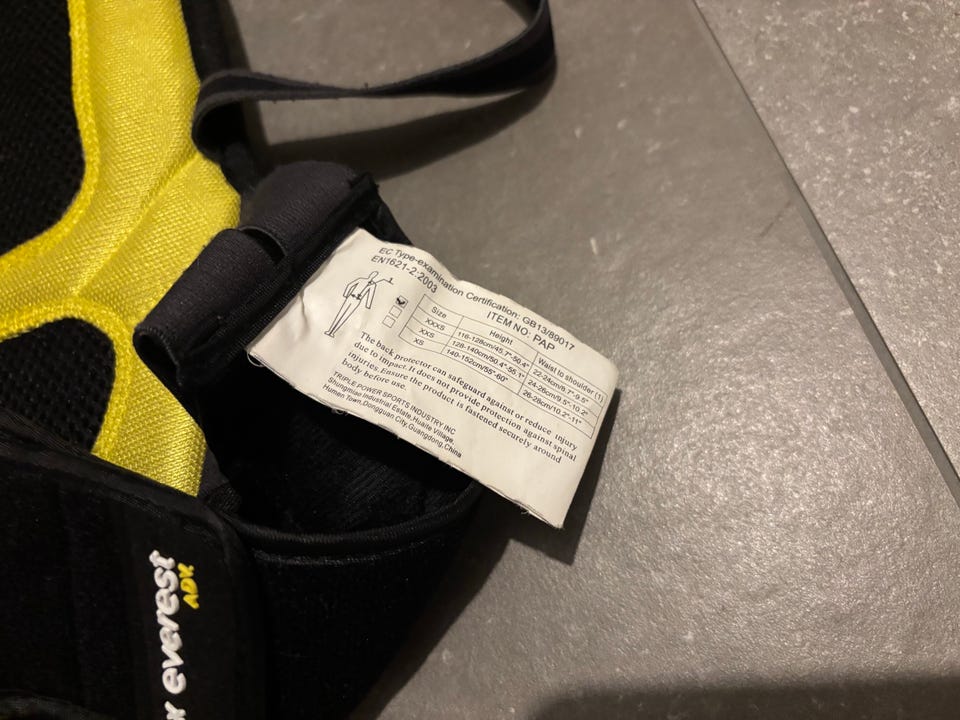 EC Type-examination Certification: GB13/89017
EN1621-2:2003
ITEM NO: PAP
Size Height Waist to shoulder (1)
XXXS 116-128cm/45.7"-50.4" 22-24cm/8.7"-9.5"
XXS 128-140cm/50.4"-55.1" 24-26cm/9.5"-10.2"
XS 140-152cm/55"-60" 26-28cm/10.2"-11"
The back protector can safeguard against or reduce injury
due to impact.It does not provide protection against spinal
injuries.Ensure the product is fastened securely around
body before use.
TRIPLE POWER SPORTS INDUSTRY INC
Shungmiao Industrial Estate,Huaite Village,
Humen Town,Dongguan City,Guangdong,China
everest
ADV.